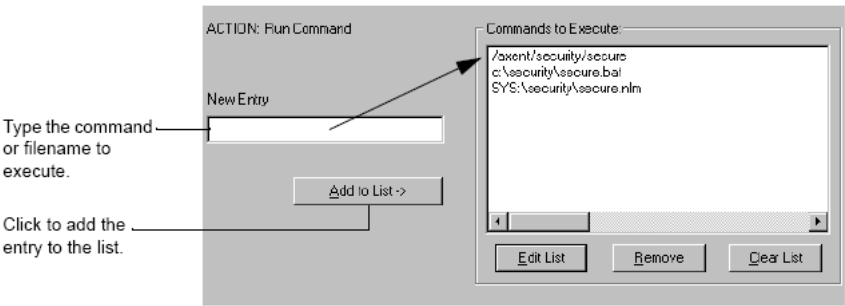 ACTION: Run Command
Commands to Execute:
/axent/security/secure
c:\security\secure.bat
SYS:\security\secure.nlm
New Entry
Type the command
or filename to
execute.
Add to List ->
Click to add the
entry to the list.
Edit List
Remove
Clear List